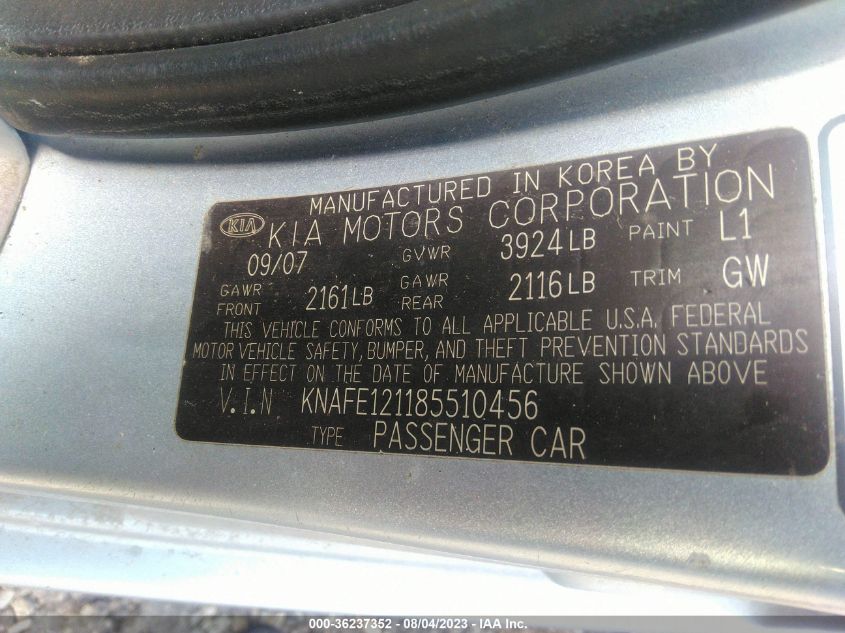 MANUFACTURED IN KOREA BY
KIA KIA MOTORS CORPORATION
09/07 GVWR 3924LB PAINT L1
GAWR FRONT 2161LB GAWR REAR 2116LB TRIM GW
THIS VEHICLE CONFORMS TO ALL APPLICABLE U.S.A. FEDERAL
MOTOR VEHICLE SAFETY, BUMPER, AND THEFT PREVENTION STANDARDS
IN EFFECT ON THE DATE OF MANUFACTURE SHOWN ABOVE
V.I.N KNAFE121185510456
TYPE PASSENGER CAR
000-36237352 - 08/04/2023 - IAA Inc.